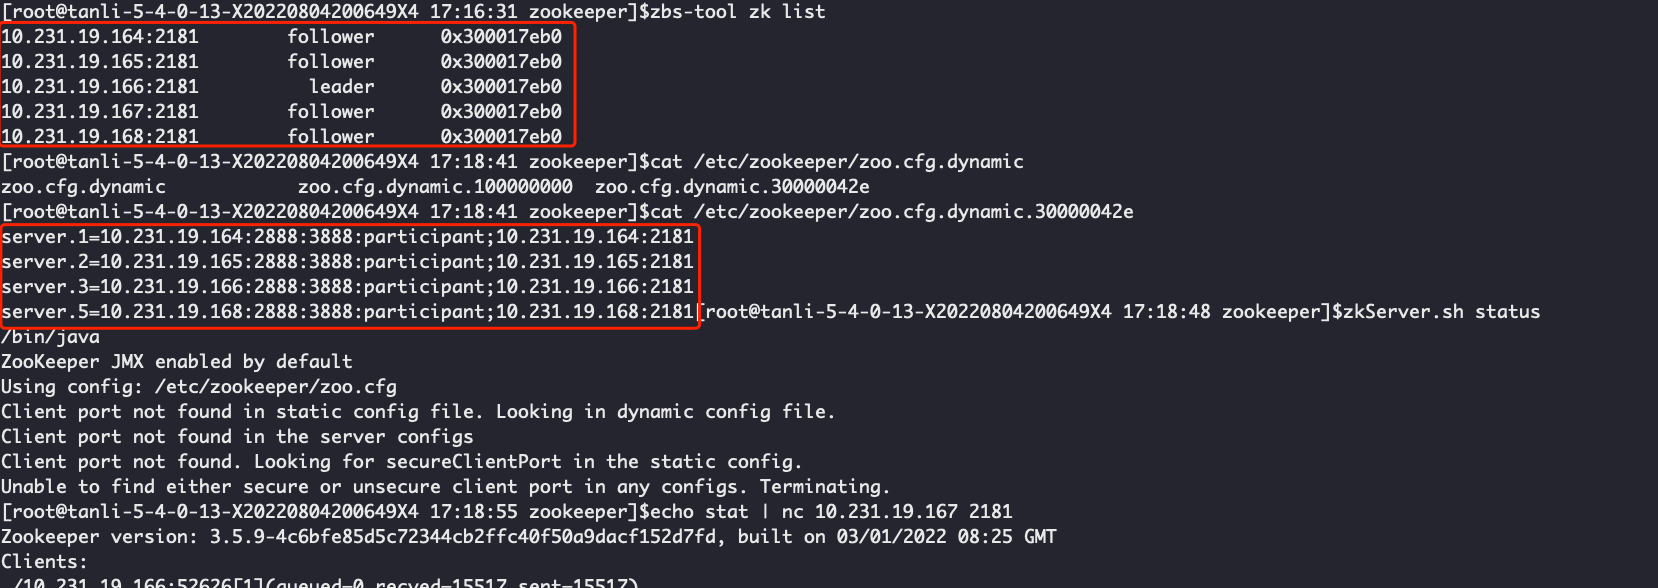 [root@tanli-5-4-0-13-X20220804200649X4 17:16:31 zookeeper]$zbs-tool zk list
10.231.19.164:2181        follower      0x300017eb0
10.231.19.165:2181        follower      0x300017eb0
10.231.19.166:2181          leader      0x300017eb0
10.231.19.167:2181        follower      0x300017eb0
10.231.19.168:2181        follower      0x300017eb0
[root@tanli-5-4-0-13-X20220804200649X4 17:18:41 zookeeper]$cat /etc/zookeeper/zoo.cfg.dynamic
zoo.cfg.dynamic            zoo.cfg.dynamic.100000000  zoo.cfg.dynamic.30000042e
[root@tanli-5-4-0-13-X20220804200649X4 17:18:41 zookeeper]$cat /etc/zookeeper/zoo.cfg.dynamic.30000042e
server.1=10.231.19.164:2888:3888:participant;10.231.19.164:2181
server.2=10.231.19.165:2888:3888:participant;10.231.19.165:2181
server.3=10.231.19.166:2888:3888:participant;10.231.19.166:2181
server.5=10.231.19.168:2888:3888:participant;10.231.19.168:2181[root@tanli-5-4-0-13-X20220804200649X4 17:18:48 zookeeper]$zkServer.sh status
/bin/java
ZooKeeper JMX enabled by default
Using config: /etc/zookeeper/zoo.cfg
Client port not found in static config file. Looking in dynamic config file.
Client port not found in the server configs
Client port not found. Looking for secureClientPort in the static config.
Unable to find either secure or unsecure client port in any configs. Terminating.
[root@tanli-5-4-0-13-X20220804200649X4 17:18:55 zookeeper]$echo stat | nc 10.231.19.167 2181
Zookeeper version: 3.5.9-4c6bfe85d5c72344cb2ffc40f50a9dacf152d7fd, built on 03/01/2022 08:25 GMT
Clients:
 /10.231.19.166:52626[1](queued=0,recved=15517,sent=15517)